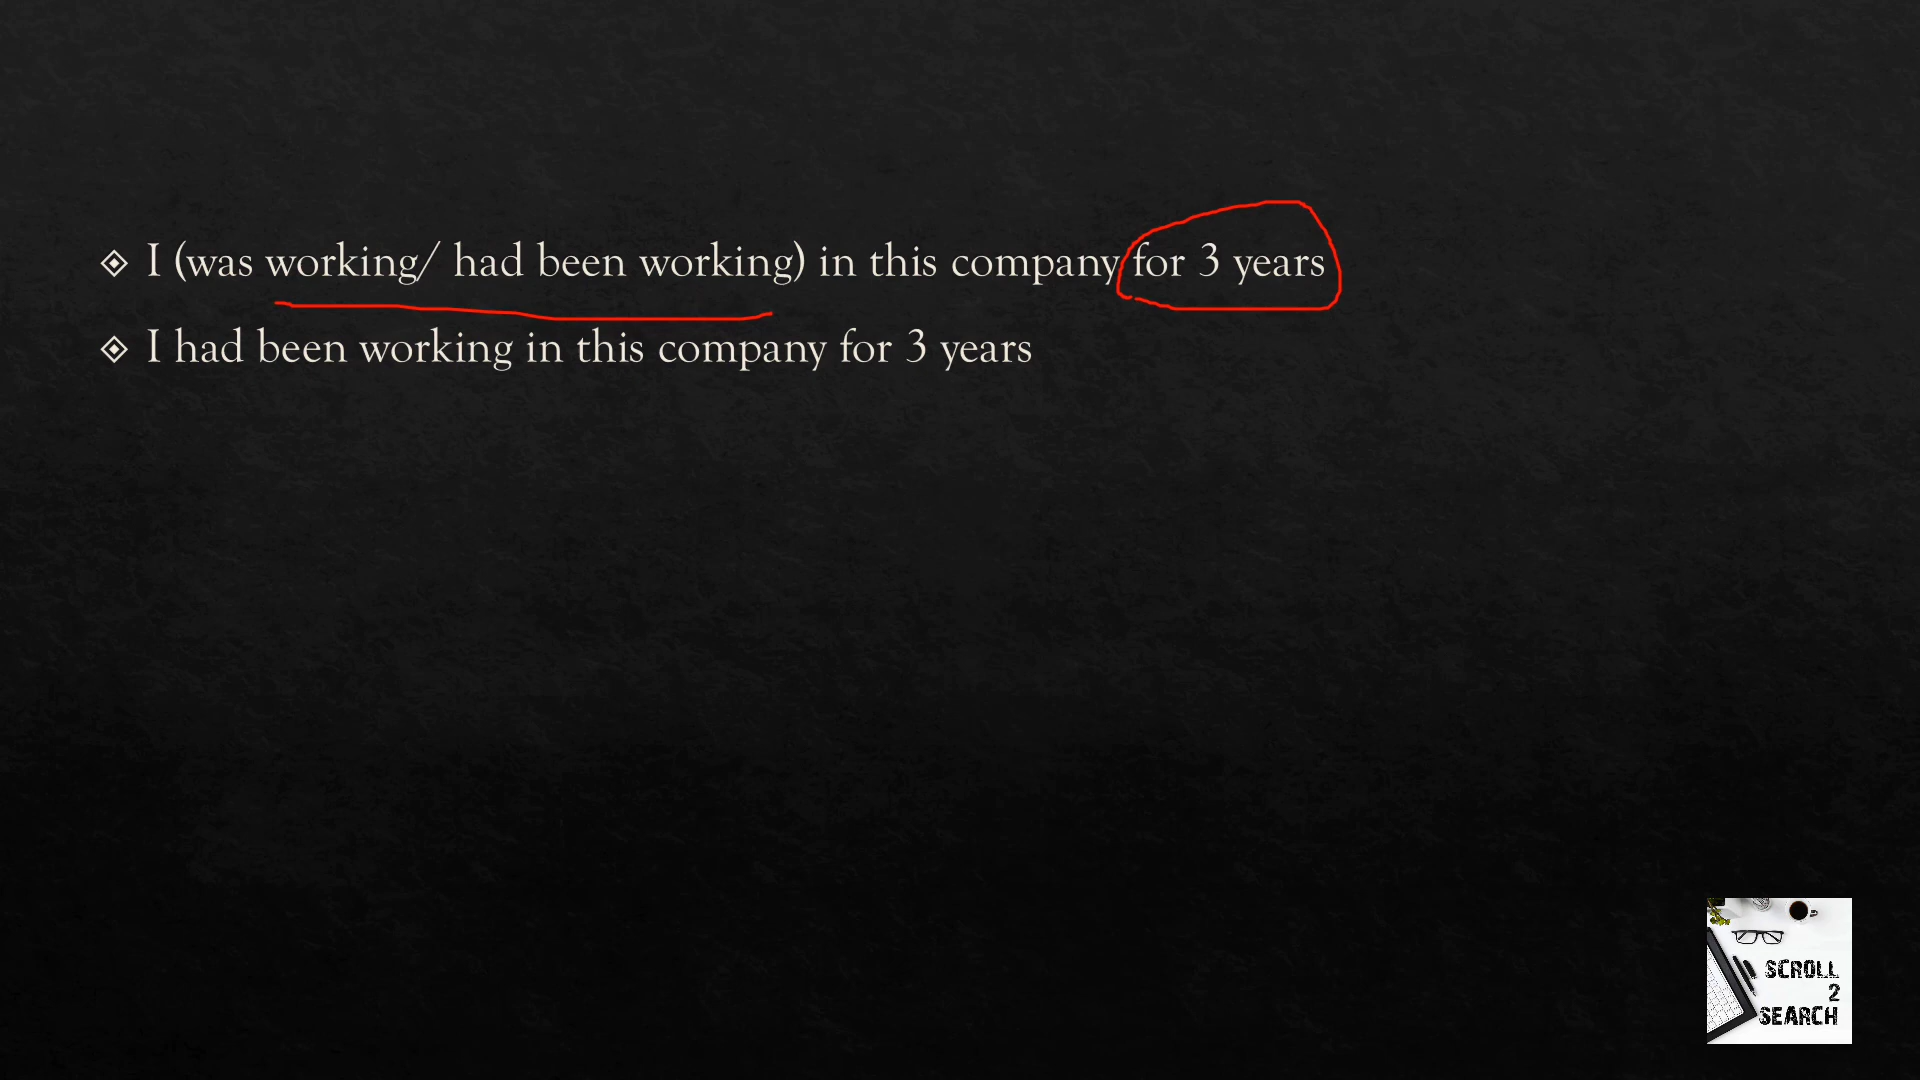 I (was working/ had been working) in this company for 3 years
I had been working in this company for 3 years
SCROLL
2
SEARCH